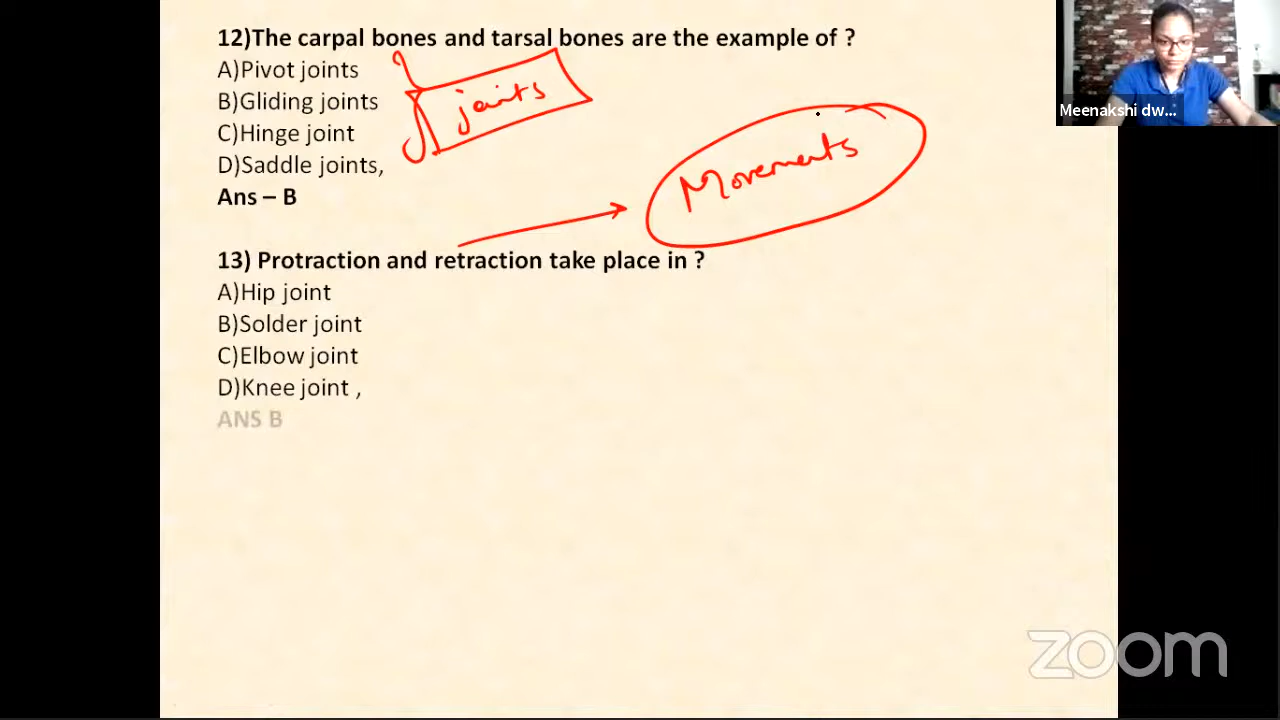 12)The carpal bones and tarsal bones are the example of ?
A)Pivot joints
B)Gliding joints
C)Hinge joint
D)Saddle joints,
Ans – B
joints
Movements
13) Protraction and retraction take place in ?
A)Hip joint
B)Solder joint
C)Elbow joint
D)Knee joint ,
ANS B
Meenakshi dw...
zoom